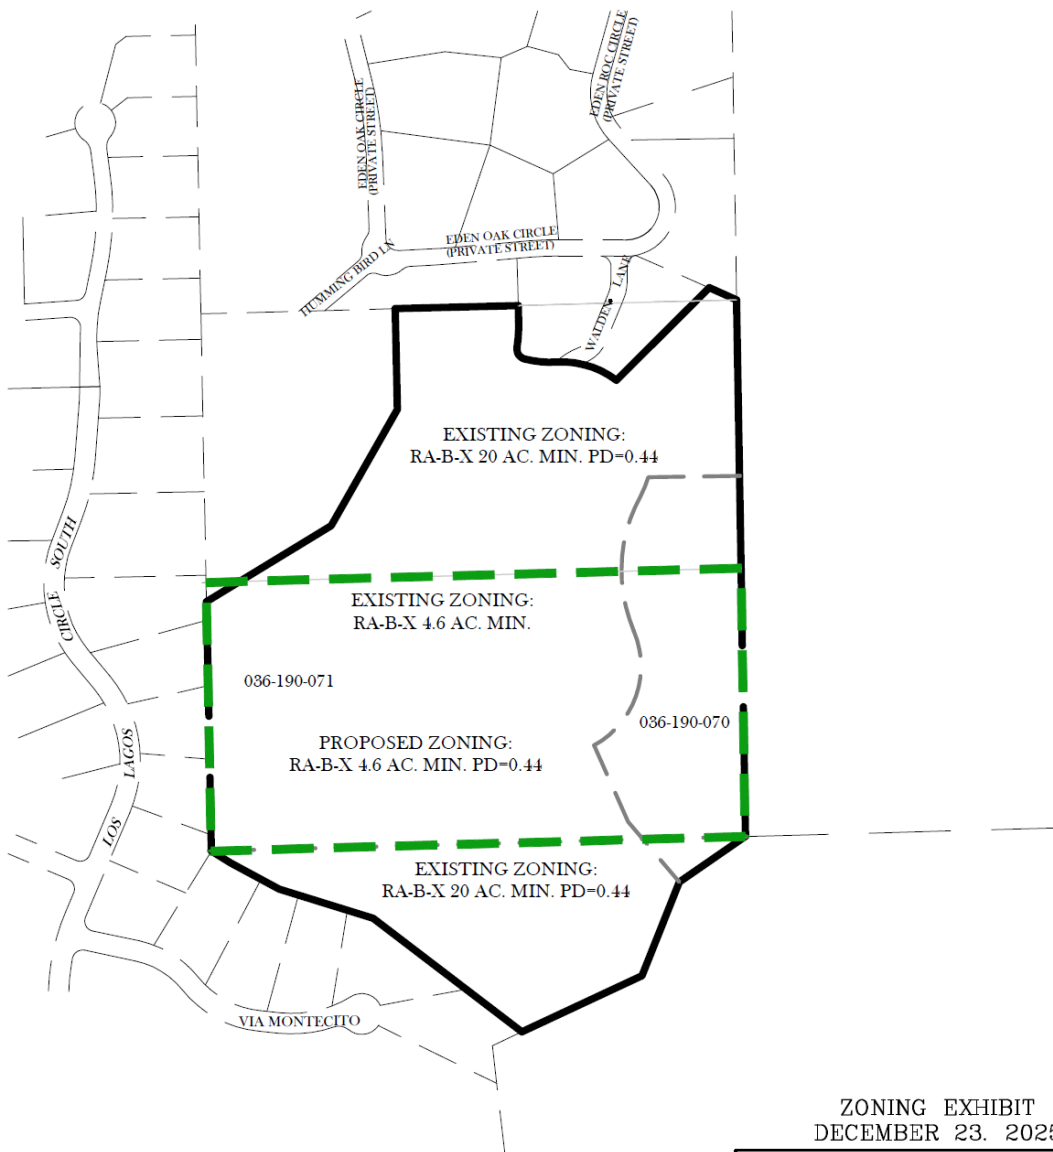 EDEN OAK CIRCLE
(PRIVATE STREET)
EDEN ROC CIRCLE
(PRIVATE STREET)
EDEN OAK CIRCLE
(PRIVATE STREET)
HUMMING BIRD LN
WALDEN LANE
EXISTING ZONING:
RA-B-X 20 AC. MIN. PD=0.44
CIRCLE SOUTH
EXISTING ZONING:
RA-B-X 4.6 AC. MIN.
036-190-071
036-190-070
PROPOSED ZONING:
RA-B-X 4.6 AC. MIN. PD=0.44
LOS LAGOS
EXISTING ZONING:
RA-B-X 20 AC. MIN. PD=0.44
VIA MONTECITO
ZONING EXHIBIT
DECEMBER 23. 2025